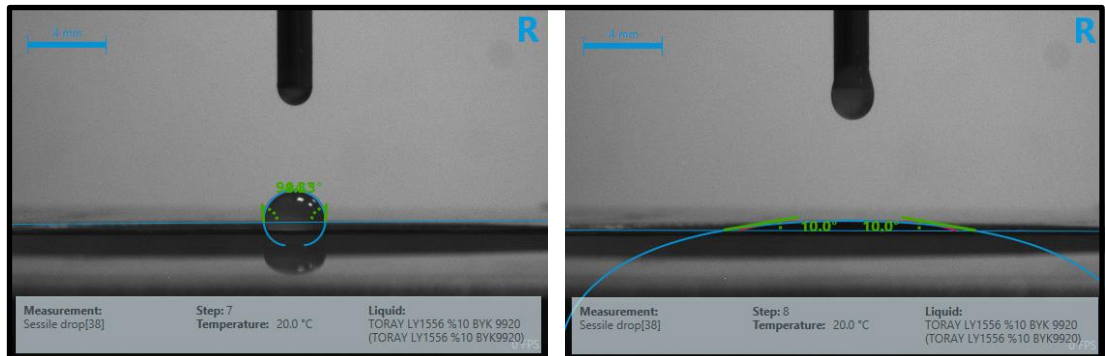 4 mm
R
Measurement:
Sessile drop[38]
Step: 7
Temperature: 20.0 °C
Liquid:
TORAY LY1556 %10 BYK 9920
(TORAY LY1556 %10 BYK9920)
4 mm
R
10.0° 10.0°
Measurement:
Sessile drop[38]
Step: 8
Temperature: 20.0 °C
Liquid:
TORAY LY1556 %10 BYK 9920
(TORAY LY1556 %10 BYK9920)